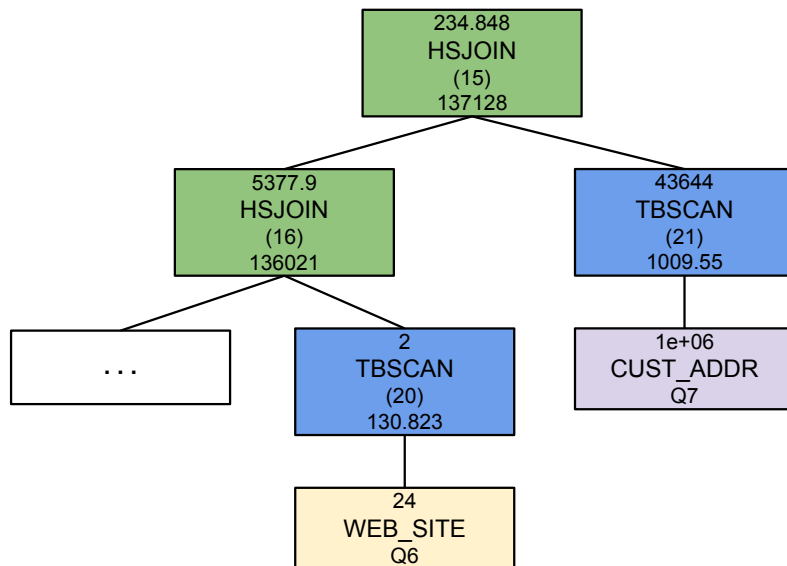 234.848
HSJOIN
(15)
137128
5377.9
HSJOIN
(16)
136021
43644
TBSCAN
(21)
1009.55
...
2
TBSCAN
(20)
130.823
1e+06
CUST_ADDR
Q7
24
WEB_SITE
Q6